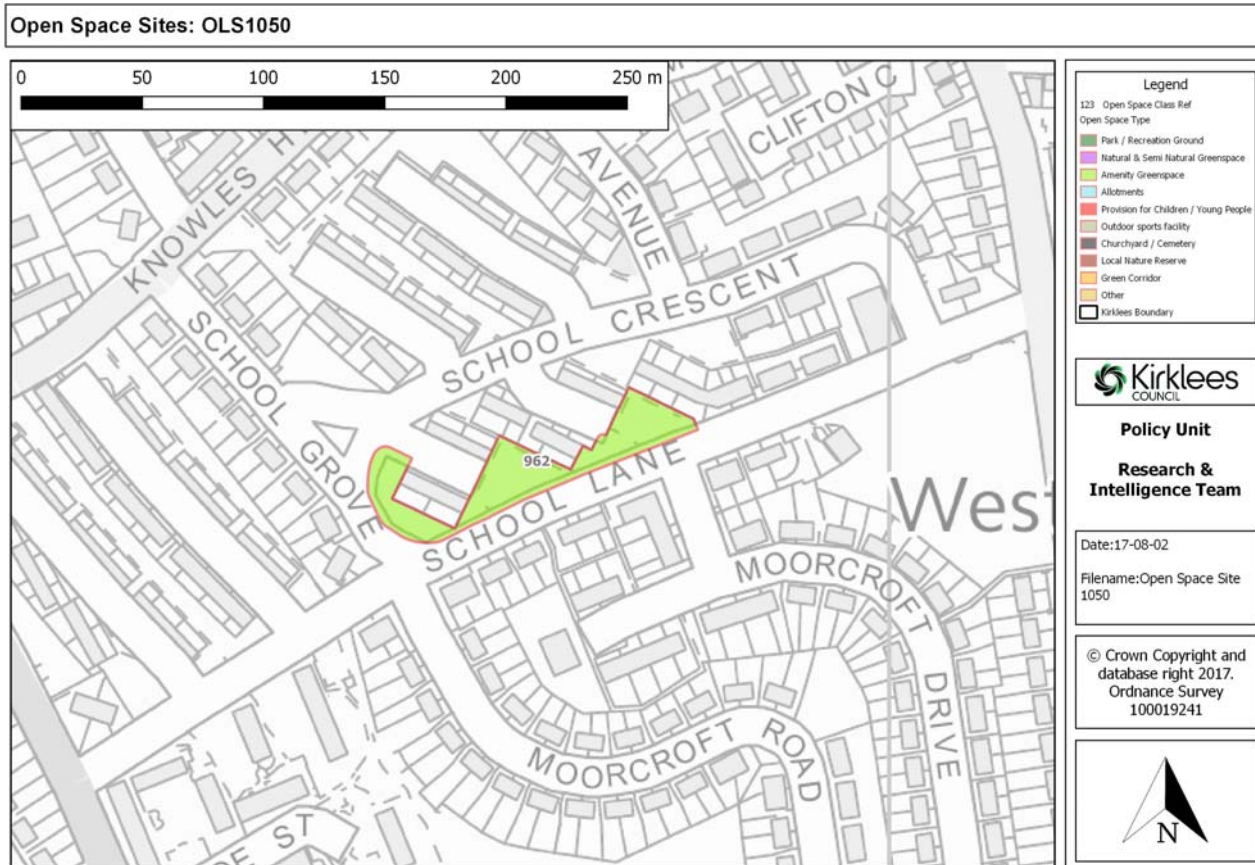 Open Space Sites: OLS1050
0 50 100 150 200 250 m
KNOWLES H
AVENUE
CLIFTON C
SCHOOL CRESCENT
SCHOOL GROVE
962
SCHOOL LANE
West
MOORCROFT DRIVE
MOORCROFT ROAD
ST
Legend
123 Open Space Class Ref
Open Space Type
Park / Recreation Ground
Natural & Semi Natural Greenspace
Amenity Greenspace
Allotments
Provision for Children / Young People
Outdoor sports facility
Churchyard / Cemetery
Local Nature Reserve
Green Corridor
Other
Kirklees Boundary
Kirklees
COUNCIL
Policy Unit
Research &
Intelligence Team
Date:17-08-02
Filename:Open Space Site
1050
© Crown Copyright and
database right 2017.
Ordnance Survey
100019241
N